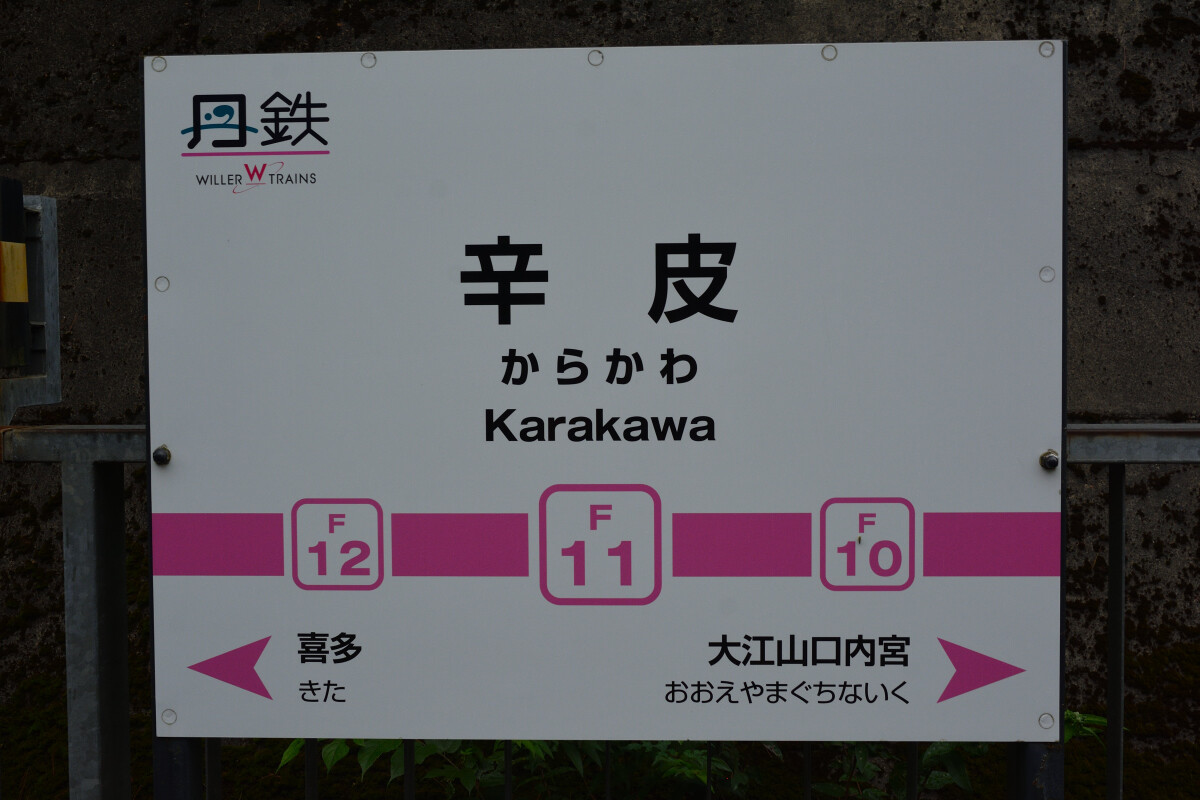 丹鉄
WILLER W TRAINS
辛皮
からかわ
Karakawa
F
12
F
11
F
10
喜多
きた
大江山口内宮
おおえやまぐちないく